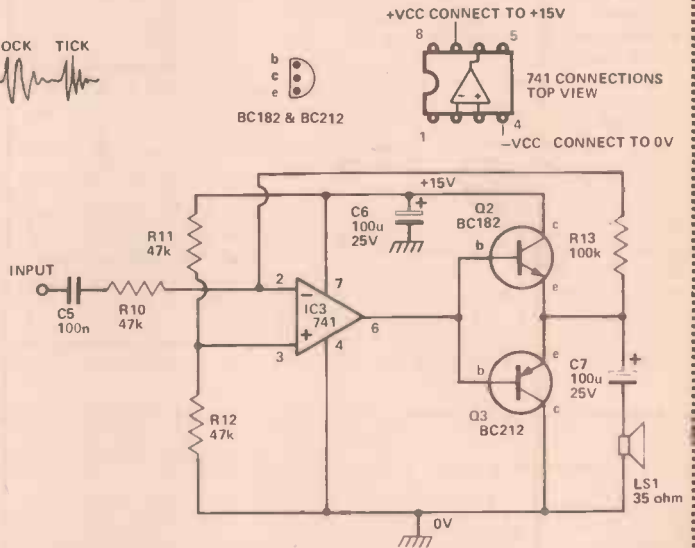 OCK TICK
b
c
e
BC182 & BC212
+VCC CONNECT TO +15V
8
5
1
4
741 CONNECTIONS
TOP VIEW
−VCC CONNECT TO 0V
+15V
R11
47k
C6
100u
25V
+
Q2
BC182
b
c
e
R13
100k
INPUT
C5
100n
R10
47k
2
−
7
IC3
741
6
+
3
4
R12
47k
b
e
c
Q3
BC212
C7
100u
25V
+
LS1
35 ohm
0V